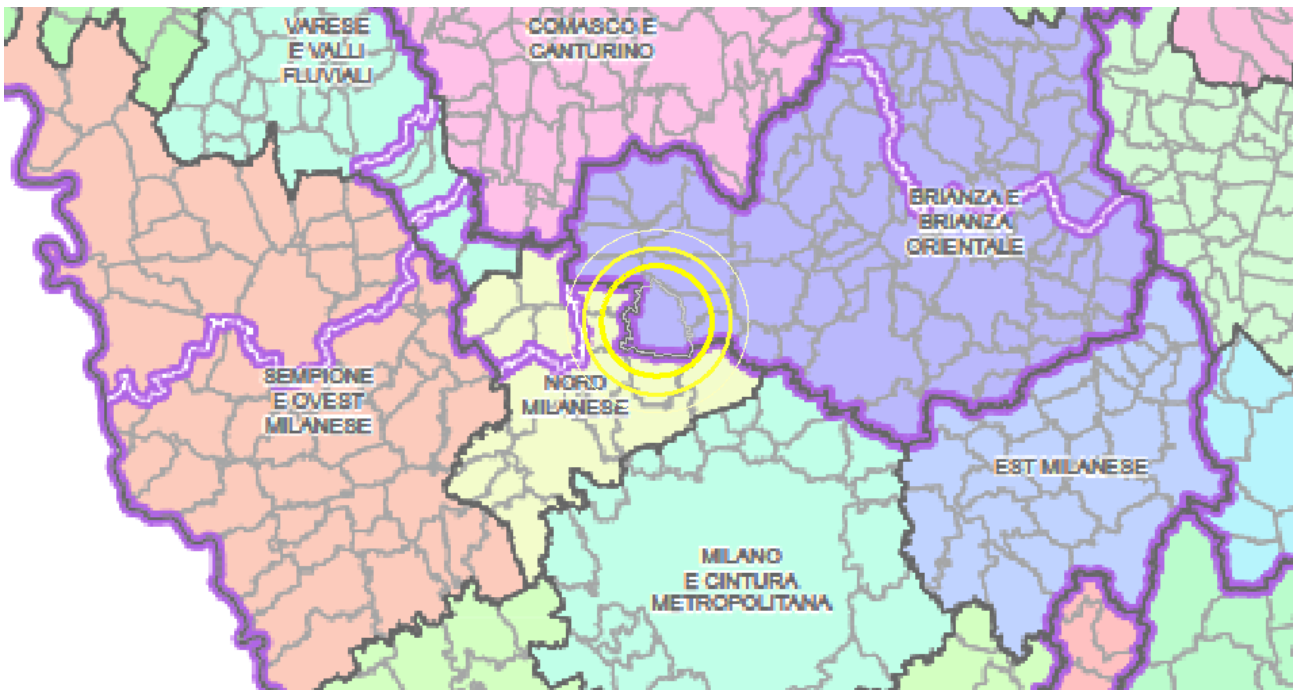 VARESE
E VALLI
FLUVIALI
COMASCO E
CANTURINO
BRIANZA E
BRIANZA
ORIENTALE
SEMPIONE
E OVEST
MILANESE
NORD
MILANESE
EST MILANESE
MILANO
E CINTURA
METROPOLITANA